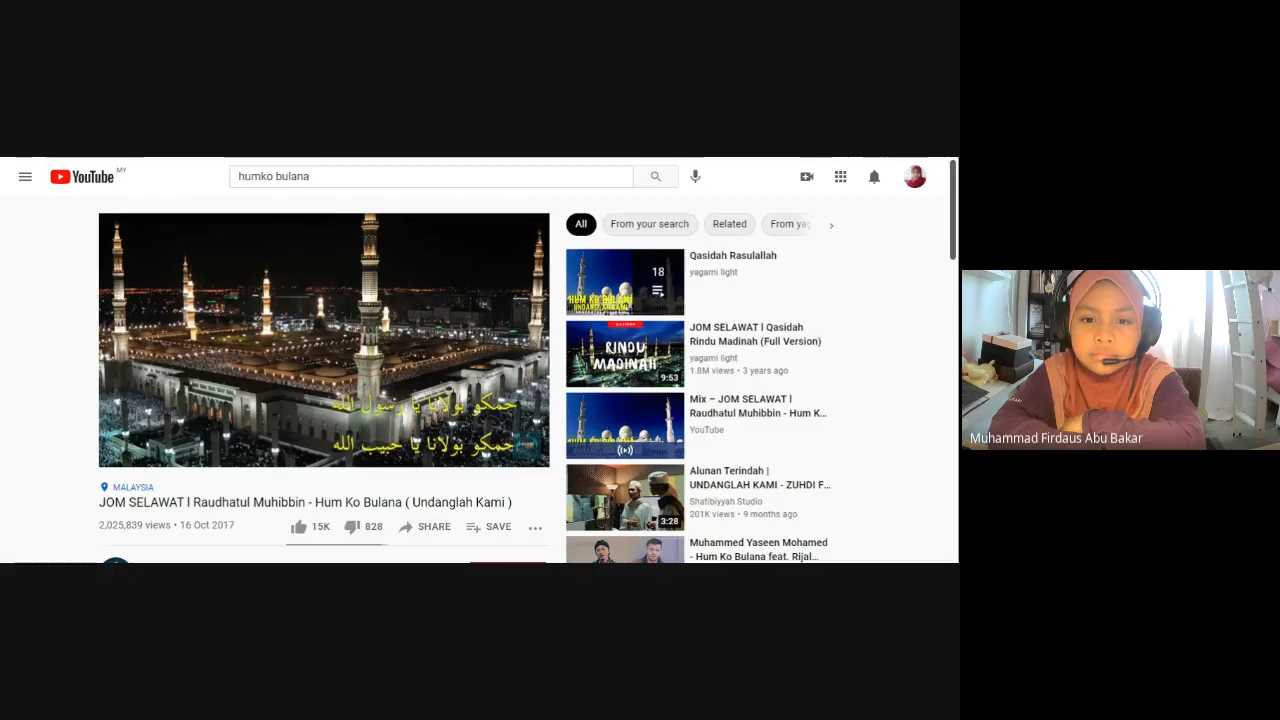 YouTube MY
humko bulana
حمكو بولانا يا رسول الله
حمكو بولانا يا حبيب الله
MALAYSIA
JOM SELAWAT l Raudhatul Muhibbin - Hum Ko Bulana ( Undanglah Kami )
2,025,839 views • 16 Oct 2017
15K
828
SHARE
SAVE
All
From your search
Related
From yag
18
HUM KO BULANA
Qasidah Rasulallah
yagami light
RINDU
MADINAH
9:53
JOM SELAWAT l Qasidah
Rindu Madinah (Full Version)
yagami light
1.8M views • 3 years ago
Mix – JOM SELAWAT l
Raudhatul Muhibbin - Hum K...
YouTube
3:28
Alunan Terindah |
UNDANGLAH KAMI - ZUHDI F...
Shatibiyyah Studio
201K views • 9 months ago
Muhammed Yaseen Mohamed
- Hum Ko Bulana feat. Rijal...
Muhammad Firdaus Abu Bakar